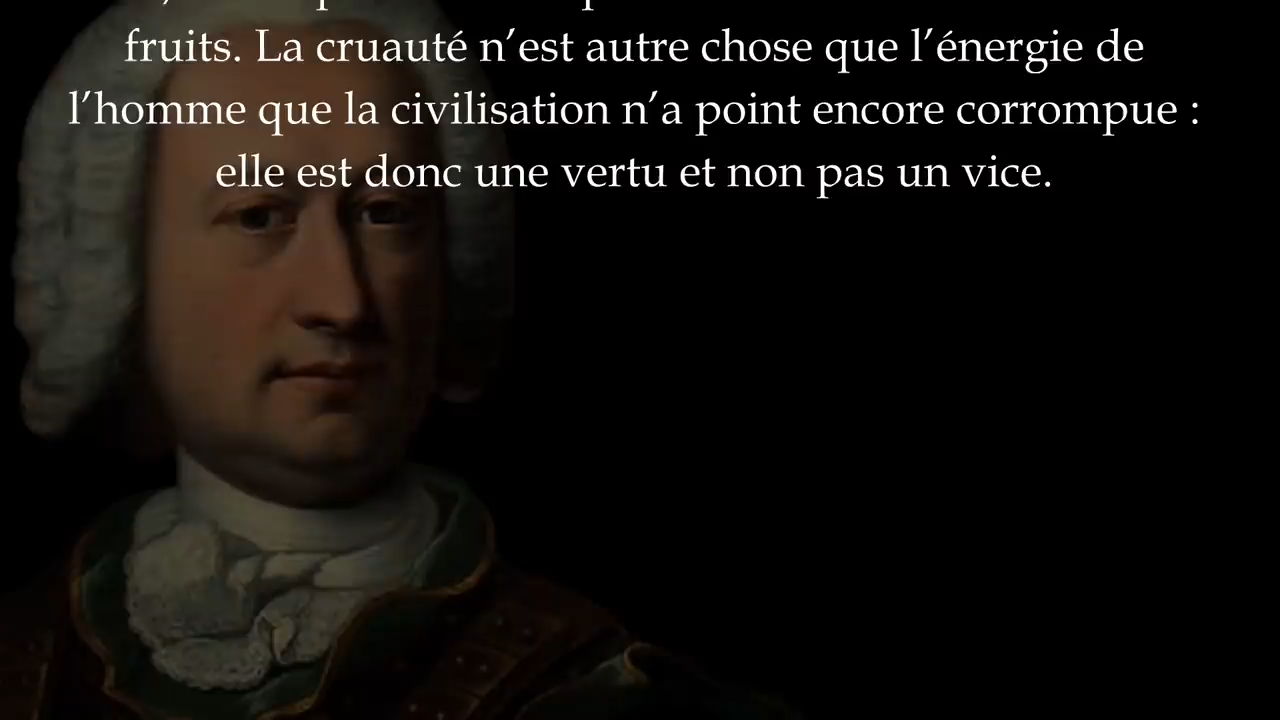 fruits. La cruauté n’est autre chose que l’énergie de
l’homme que la civilisation n’a point encore corrompue :
elle est donc une vertu et non pas un vice.